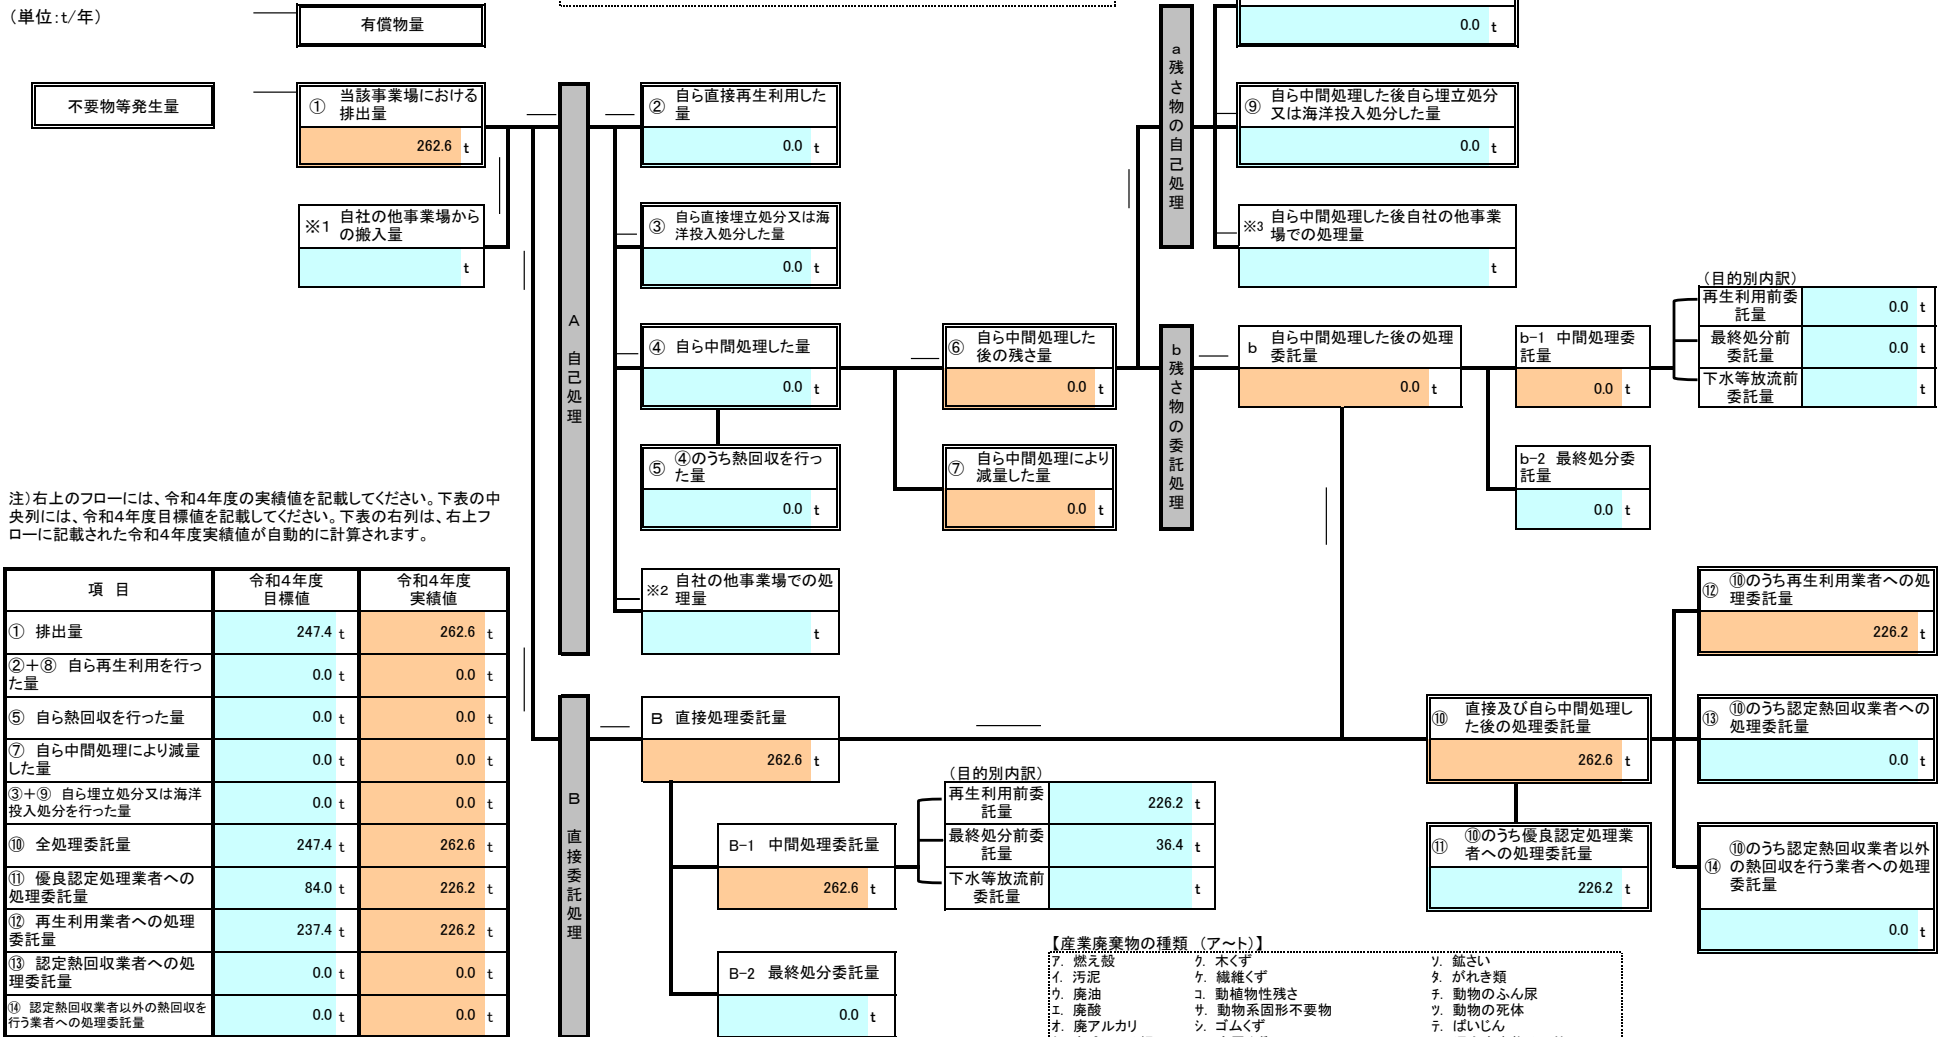 （単位:t/年）
有償物量
不要物等発生量
① 当該事業場における
排出量
262.6 t
※1 自社の他事業場から
の搬入量
t
A 自己処理
② 自ら直接再生利用した
量
0.0 t
③ 自ら直接埋立処分又は海
洋投入処分した量
0.0 t
④ 自ら中間処理した量
0.0 t
⑤ ④のうち熱回収を行っ
た量
0.0 t
※2 自社の他事業場での処
理量
t
⑥ 自ら中間処理した
後の残さ量
0.0 t
⑦ 自ら中間処理により
減量した量
0.0 t
a 残さ物の自己処理
0.0 t
⑨ 自ら中間処理した後自ら埋立処分
又は海洋投入処分した量
0.0 t
※3 自ら中間処理した後自社の他事業
場での処理量
t
b 残さ物の委託処理
b 自ら中間処理した後の処理
委託量
0.0 t
b-1 中間処理委
託量
0.0 t
b-2 最終処分委
託量
0.0 t
（目的別内訳）
再生利用前委
託量
0.0 t
最終処分前
委託量
0.0 t
下水等放流前
委託量
t
注）右上のフローには、令和4年度の実績値を記載してください。下表の中
央列には、令和4年度目標値を記載してください。下表の右列は、右上フ
ローに記載された令和4年度実績値が自動的に計算されます。
項 目 令和4年度 令和4年度
目標値 実績値
① 排出量 247.4 t 262.6 t
②＋⑧ 自ら再生利用を行っ
た量 0.0 t 0.0 t
⑤ 自ら熱回収を行った量 0.0 t 0.0 t
⑦ 自ら中間処理により減量
した量 0.0 t 0.0 t
③＋⑨ 自ら埋立処分又は海洋
投入処分を行った量 0.0 t 0.0 t
⑩ 全処理委託量 247.4 t 262.6 t
⑪ 優良認定処理業者への
処理委託量 84.0 t 226.2 t
⑫ 再生利用業者への処理
委託量 237.4 t 226.2 t
⑬ 認定熱回収業者への処
理委託量 0.0 t 0.0 t
⑭ 認定熱回収業者以外の熱回収を
行う業者への処理委託量 0.0 t 0.0 t
B 直接委託処理
B 直接処理委託量
262.6 t
B-1 中間処理委託量
262.6 t
B-2 最終処分委託量
0.0 t
（目的別内訳）
再生利用前委
託量
226.2 t
最終処分前委
託量
36.4 t
下水等放流前
委託量
t
⑩ 直接及び自ら中間処理し
た後の処理委託量
262.6 t
⑪ ⑩のうち優良認定処理業
者への処理委託量
226.2 t
⑫ ⑩のうち再生利用業者への処
理委託量
226.2 t
⑬ ⑩のうち認定熱回収業者への
処理委託量
0.0 t
⑭ ⑩のうち認定熱回収業者以外
の熱回収を行う業者への処理
委託量
0.0 t
【産業廃棄物の種類 （ア～ト）】
ア. 燃え殻 ク. 木くず ソ. 鉱さい
イ. 汚泥 ケ. 繊維くず タ. がれき類
ウ. 廃油 コ. 動植物性残さ チ. 動物のふん尿
エ. 廃酸 サ. 動物系固形不要物 ツ. 動物の死体
オ. 廃アルカリ シ. ゴムくず テ. ばいじん